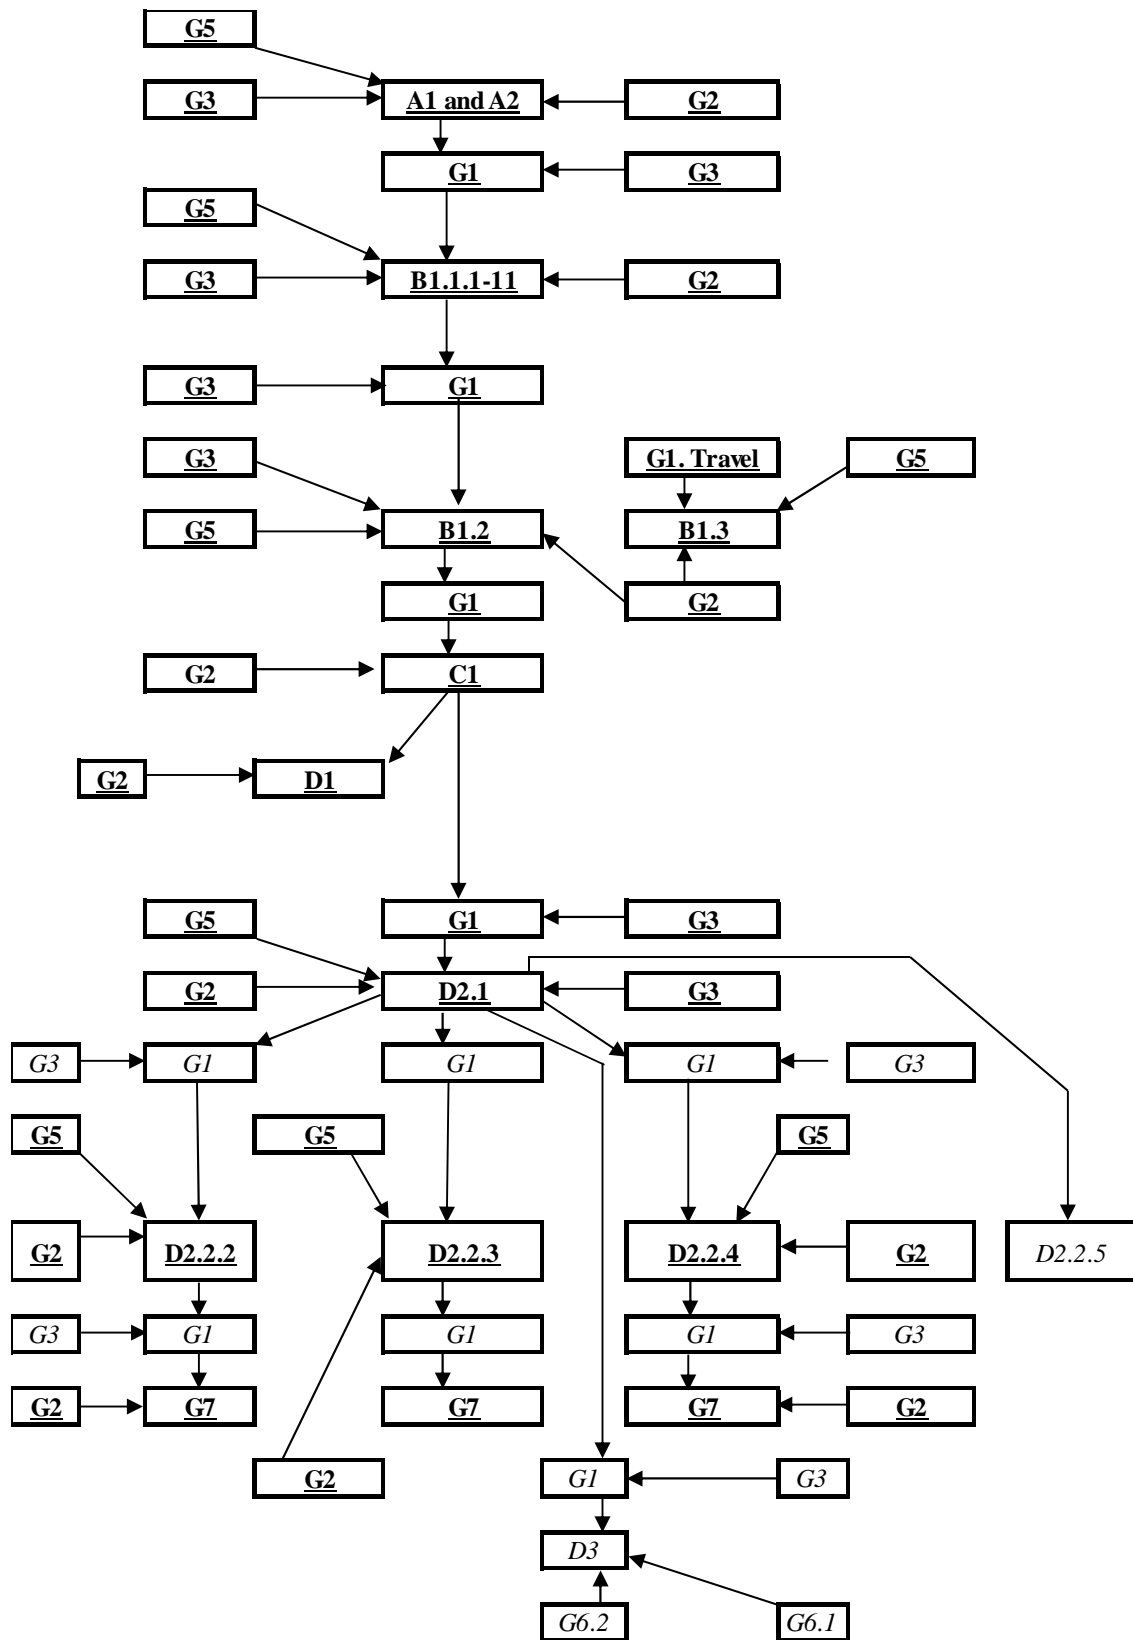 G5
G3 A1 and A2 G2
G1 G3
G5
G3 B1.1.1-11 G2
G3 G1
G3 G1. Travel G5
G5 B1.2 B1.3
G1 G2
G2 C1
G2 D1
G5 G1 G3
G2 D2.1 G3
G3 G1 G1 G1 G3
G5 G5 G5
G2 D2.2.2 D2.2.3 D2.2.4 G2 D2.2.5
G3 G1 G1 G1 G3
G2 G7 G7 G7 G2
G2 G1 G3
D3
G6.2 G6.1